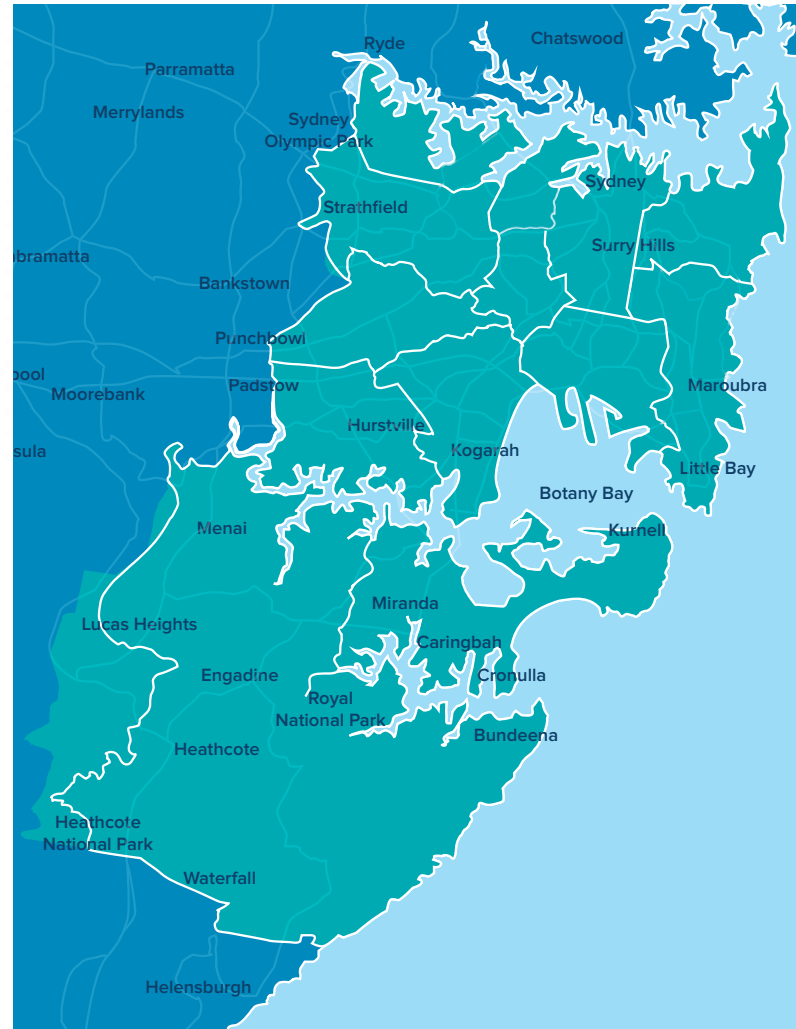 Chatswood
Ryde
Parramatta
Merrylands
Sydney
Olympic Park
Sydney
Strathfield
Surry Hills
abramatta
Bankstown
Punchbowl
pool
Padstow
Maroubra
Moorebank
Hurstville
sula
Kogarah
Little Bay
Botany Bay
Menai
Kurnell
Miranda
Lucas Heights
Caringbah
Engadine
Cronulla
Royal
National Park
Bundeena
Heathcote
Heathcote
National Park
Waterfall
Helensburgh